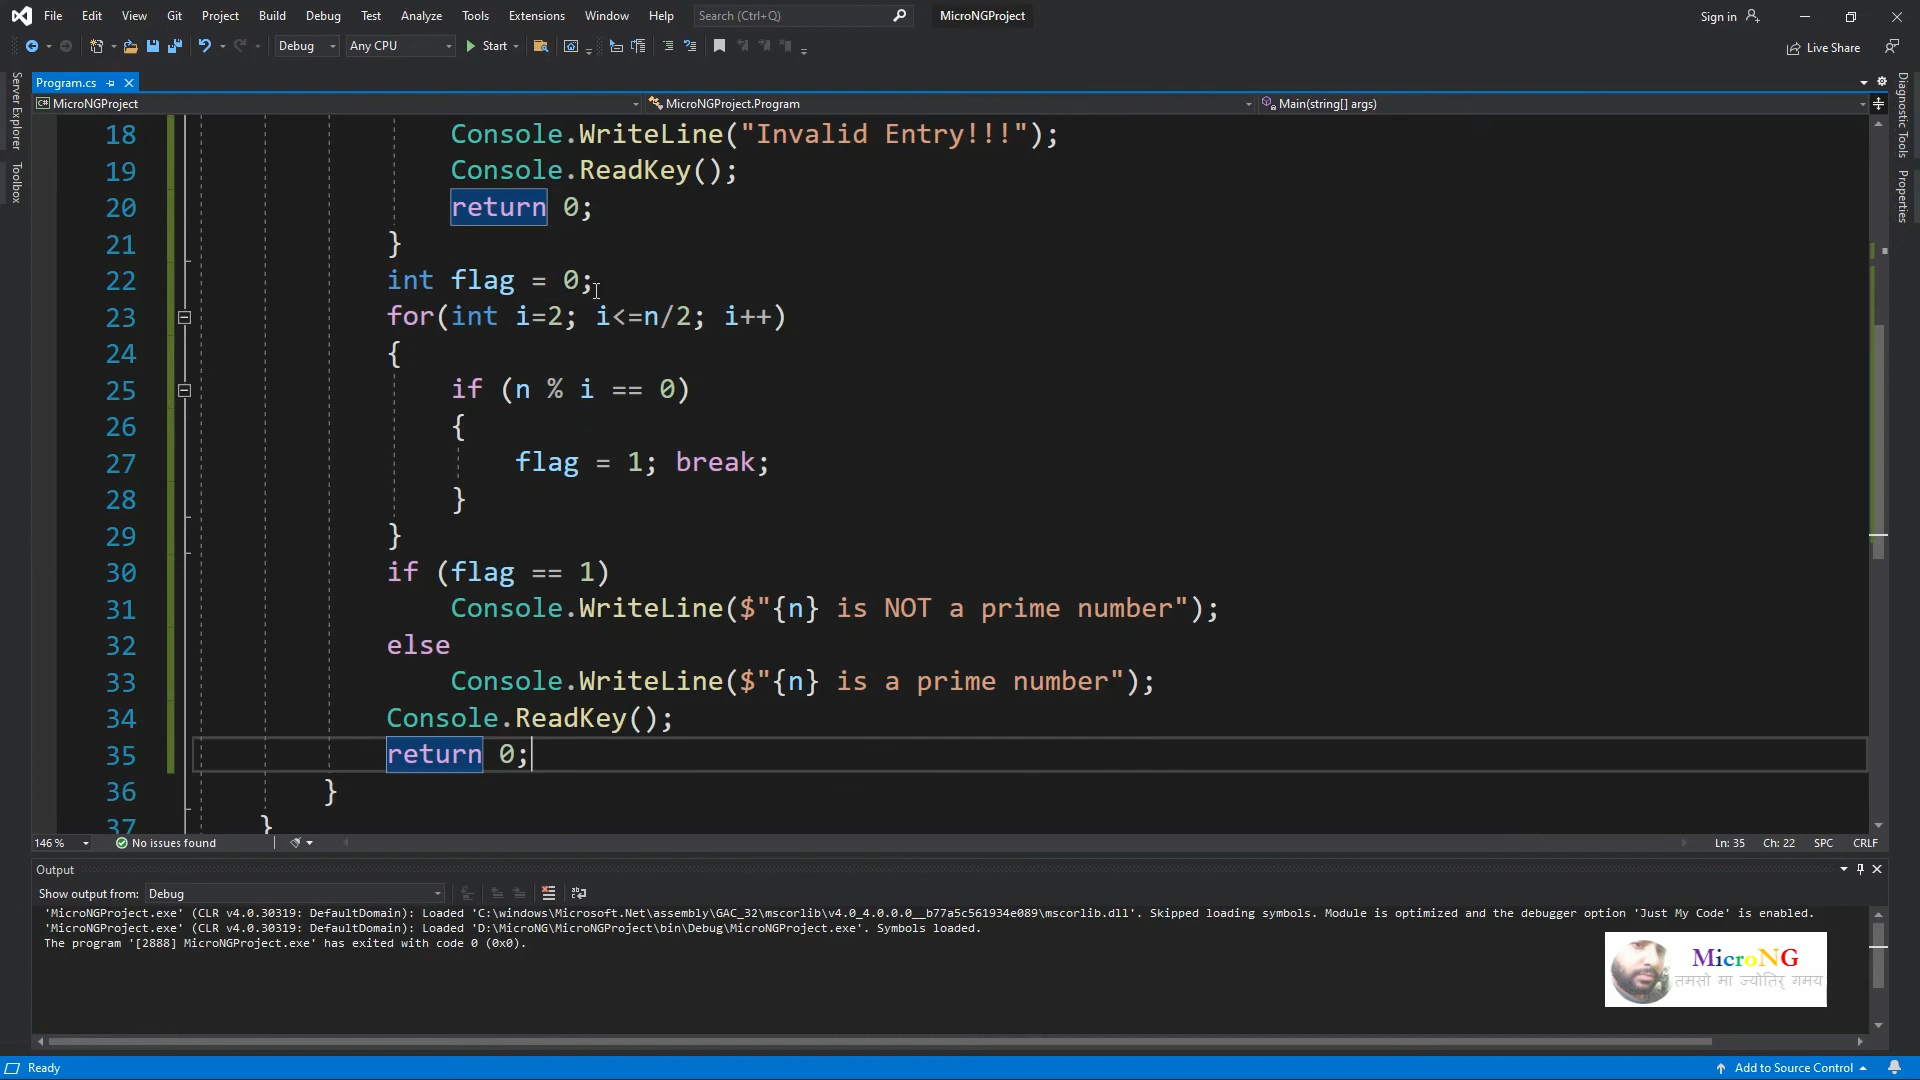 File Edit View Git Project Build Debug Test Analyze Tools Extensions Window Help Search (Ctrl+Q) MicroNGProject Sign in
Debug Any CPU Start Live Share
Program.cs
MicroNGProject MicroNGProject.Program Main(string[] args)
Server Explorer
Toolbox
Diagnostic Tools
Properties
18 Console.WriteLine("Invalid Entry!!!");
19 Console.ReadKey();
20 return 0;
21 }
22 int flag = 0;
23 for(int i=2; i<=n/2; i++)
24 {
25 if (n % i == 0)
26 {
27 flag = 1; break;
28 }
29 }
30 if (flag == 1)
31 Console.WriteLine($"{n} is NOT a prime number");
32 else
33 Console.WriteLine($"{n} is a prime number");
34 Console.ReadKey();
35 return 0;
36 }
37 }
146 % No issues found Ln: 35 Ch: 22 SPC CRLF
Output
Show output from: Debug
'MicroNGProject.exe' (CLR v4.0.30319: DefaultDomain): Loaded 'C:\windows\Microsoft.Net\assembly\GAC_32\mscorlib\v4.0_4.0.0.0__b77a5c561934e089\mscorlib.dll'. Skipped loading symbols. Module is optimized and the debugger option 'Just My Code' is enabled.
'MicroNGProject.exe' (CLR v4.0.30319: DefaultDomain): Loaded 'D:\MicroNG\MicroNGProject\bin\Debug\MicroNGProject.exe'. Symbols loaded.
The program '[2888] MicroNGProject.exe' has exited with code 0 (0x0).
MicroNG
तमसो मा ज्योतिर् गमय
Ready Add to Source Control